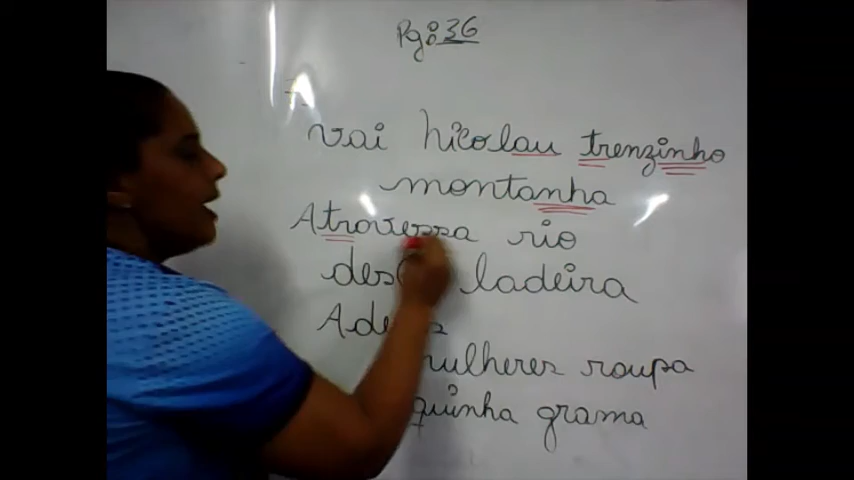 Pg: 36
vai Nicolau trenzinho
montanha
Atravessa rio
ladeira
mulheres roupa
grama